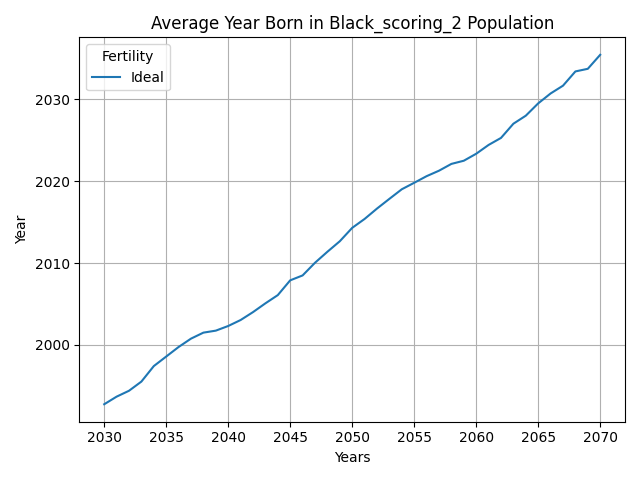 Average Year Born in Black_scoring_2 Population
Fertility
Ideal
Year
2030
2020
2010
2000
2030 2035 2040 2045 2050 2055 2060 2065 2070
Years